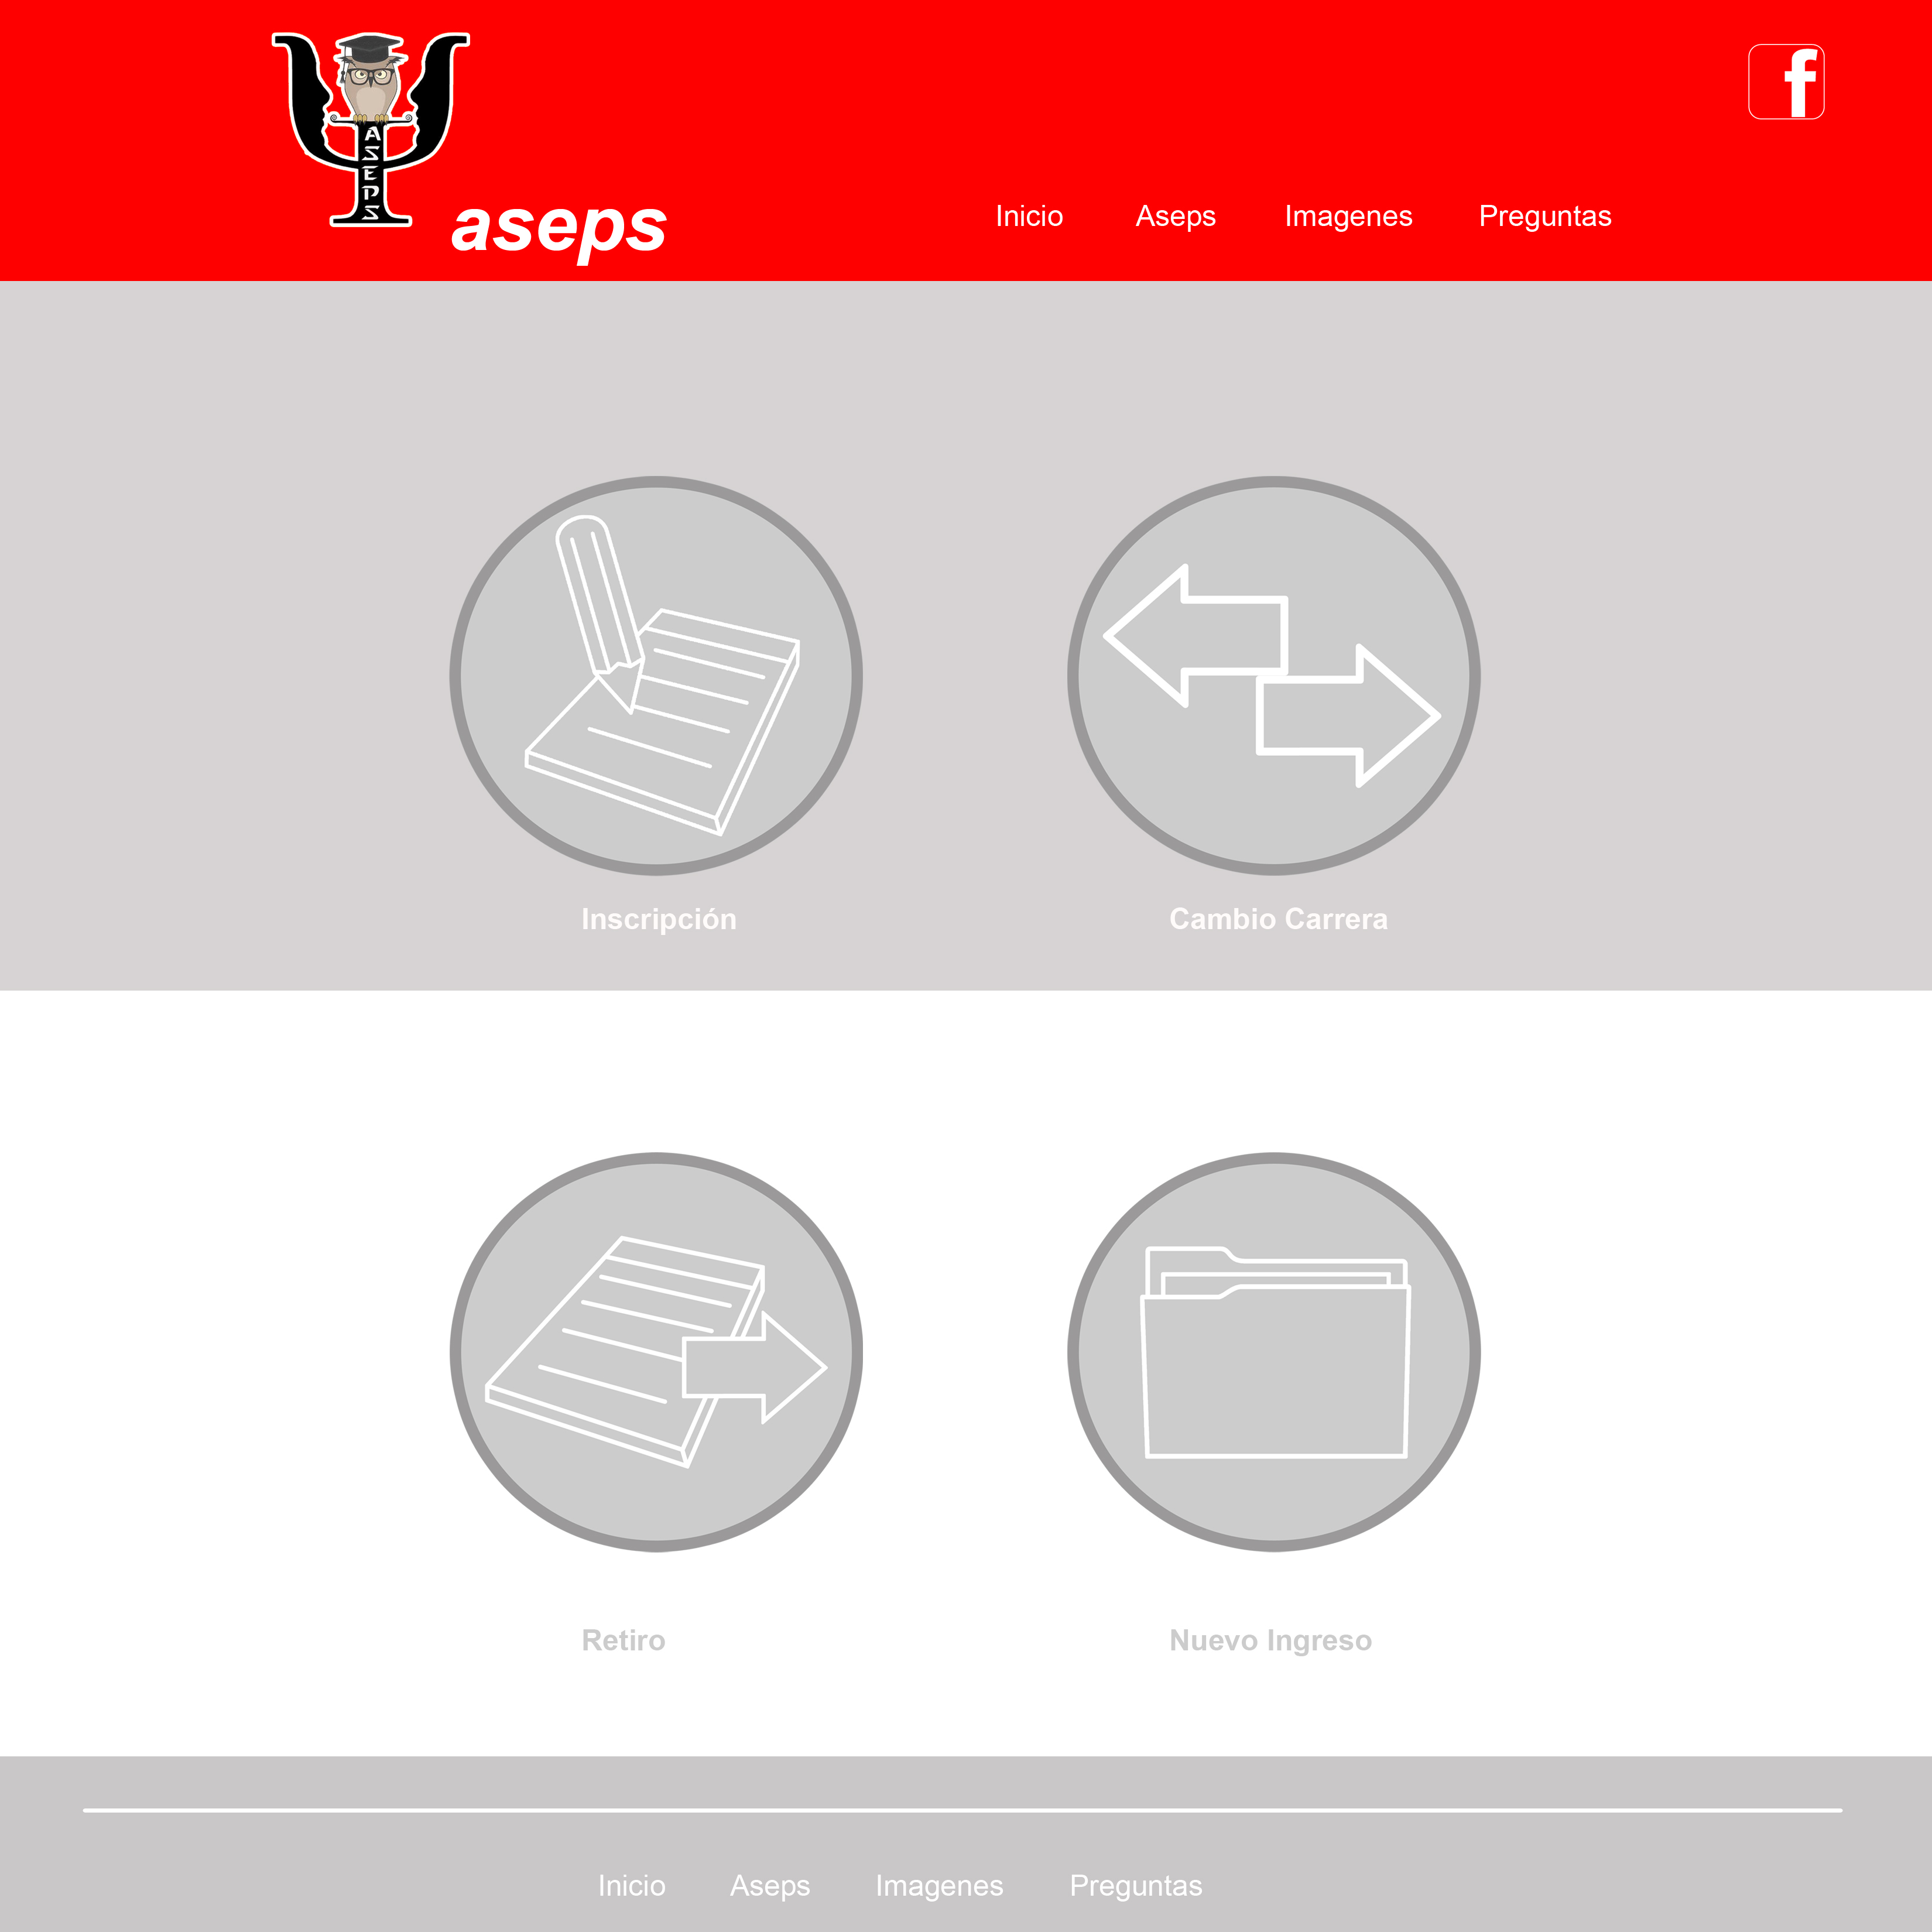 ASEPS
aseps
f
Inicio Aseps Imagenes Preguntas
Inscripción Cambio Carrera
Retiro Nuevo Ingreso
Inicio Aseps Imagenes Preguntas